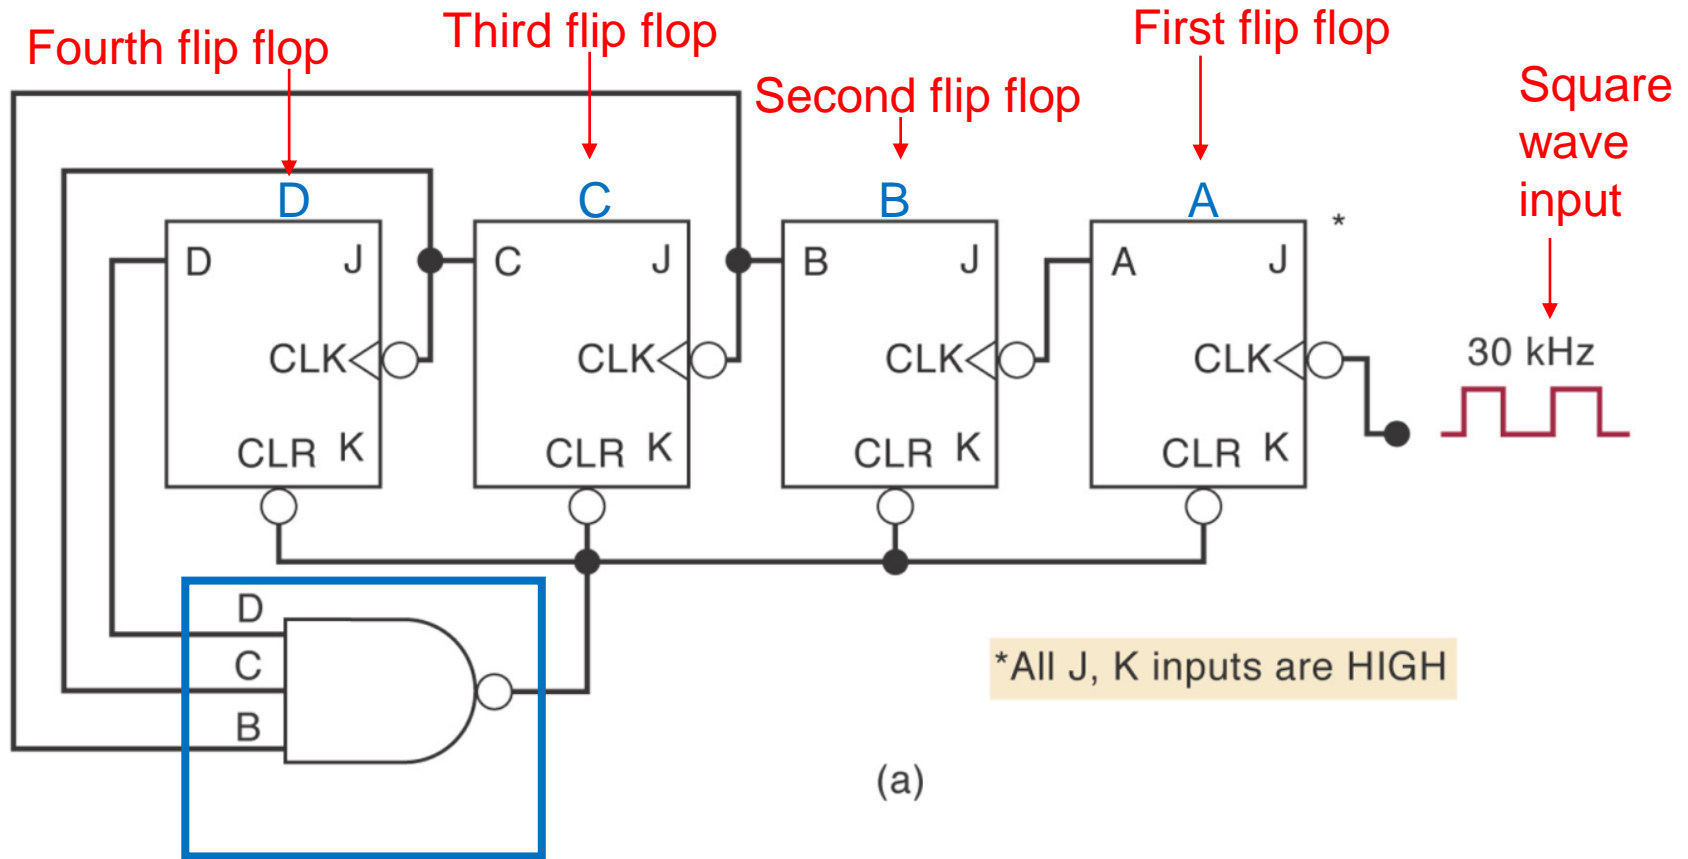 Fourth flip flop
Third flip flop
Second flip flop
First flip flop
Square
wave
input
D
C
B
A
*
D J
C J
B J
A J
CLK
CLK
CLK
CLK
30 kHz
CLR K
CLR K
CLR K
CLR K
D
C
B
*All J, K inputs are HIGH
(a)